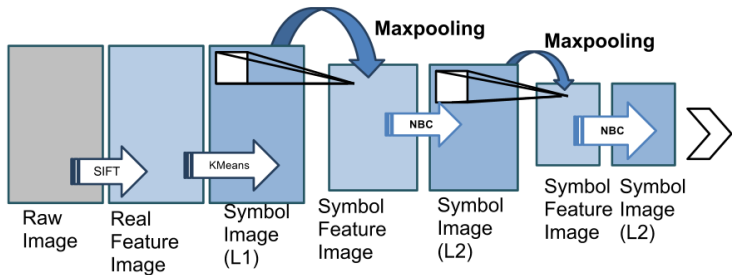 Maxpooling
Maxpooling
SIFT
KMeans
NBC
NBC
Raw
Image
Real
Feature
Image
Symbol
Image
(L1)
Symbol
Feature
Image
Symbol
Image
(L2)
Symbol
Feature
Image
Symbol
Image
(L2)